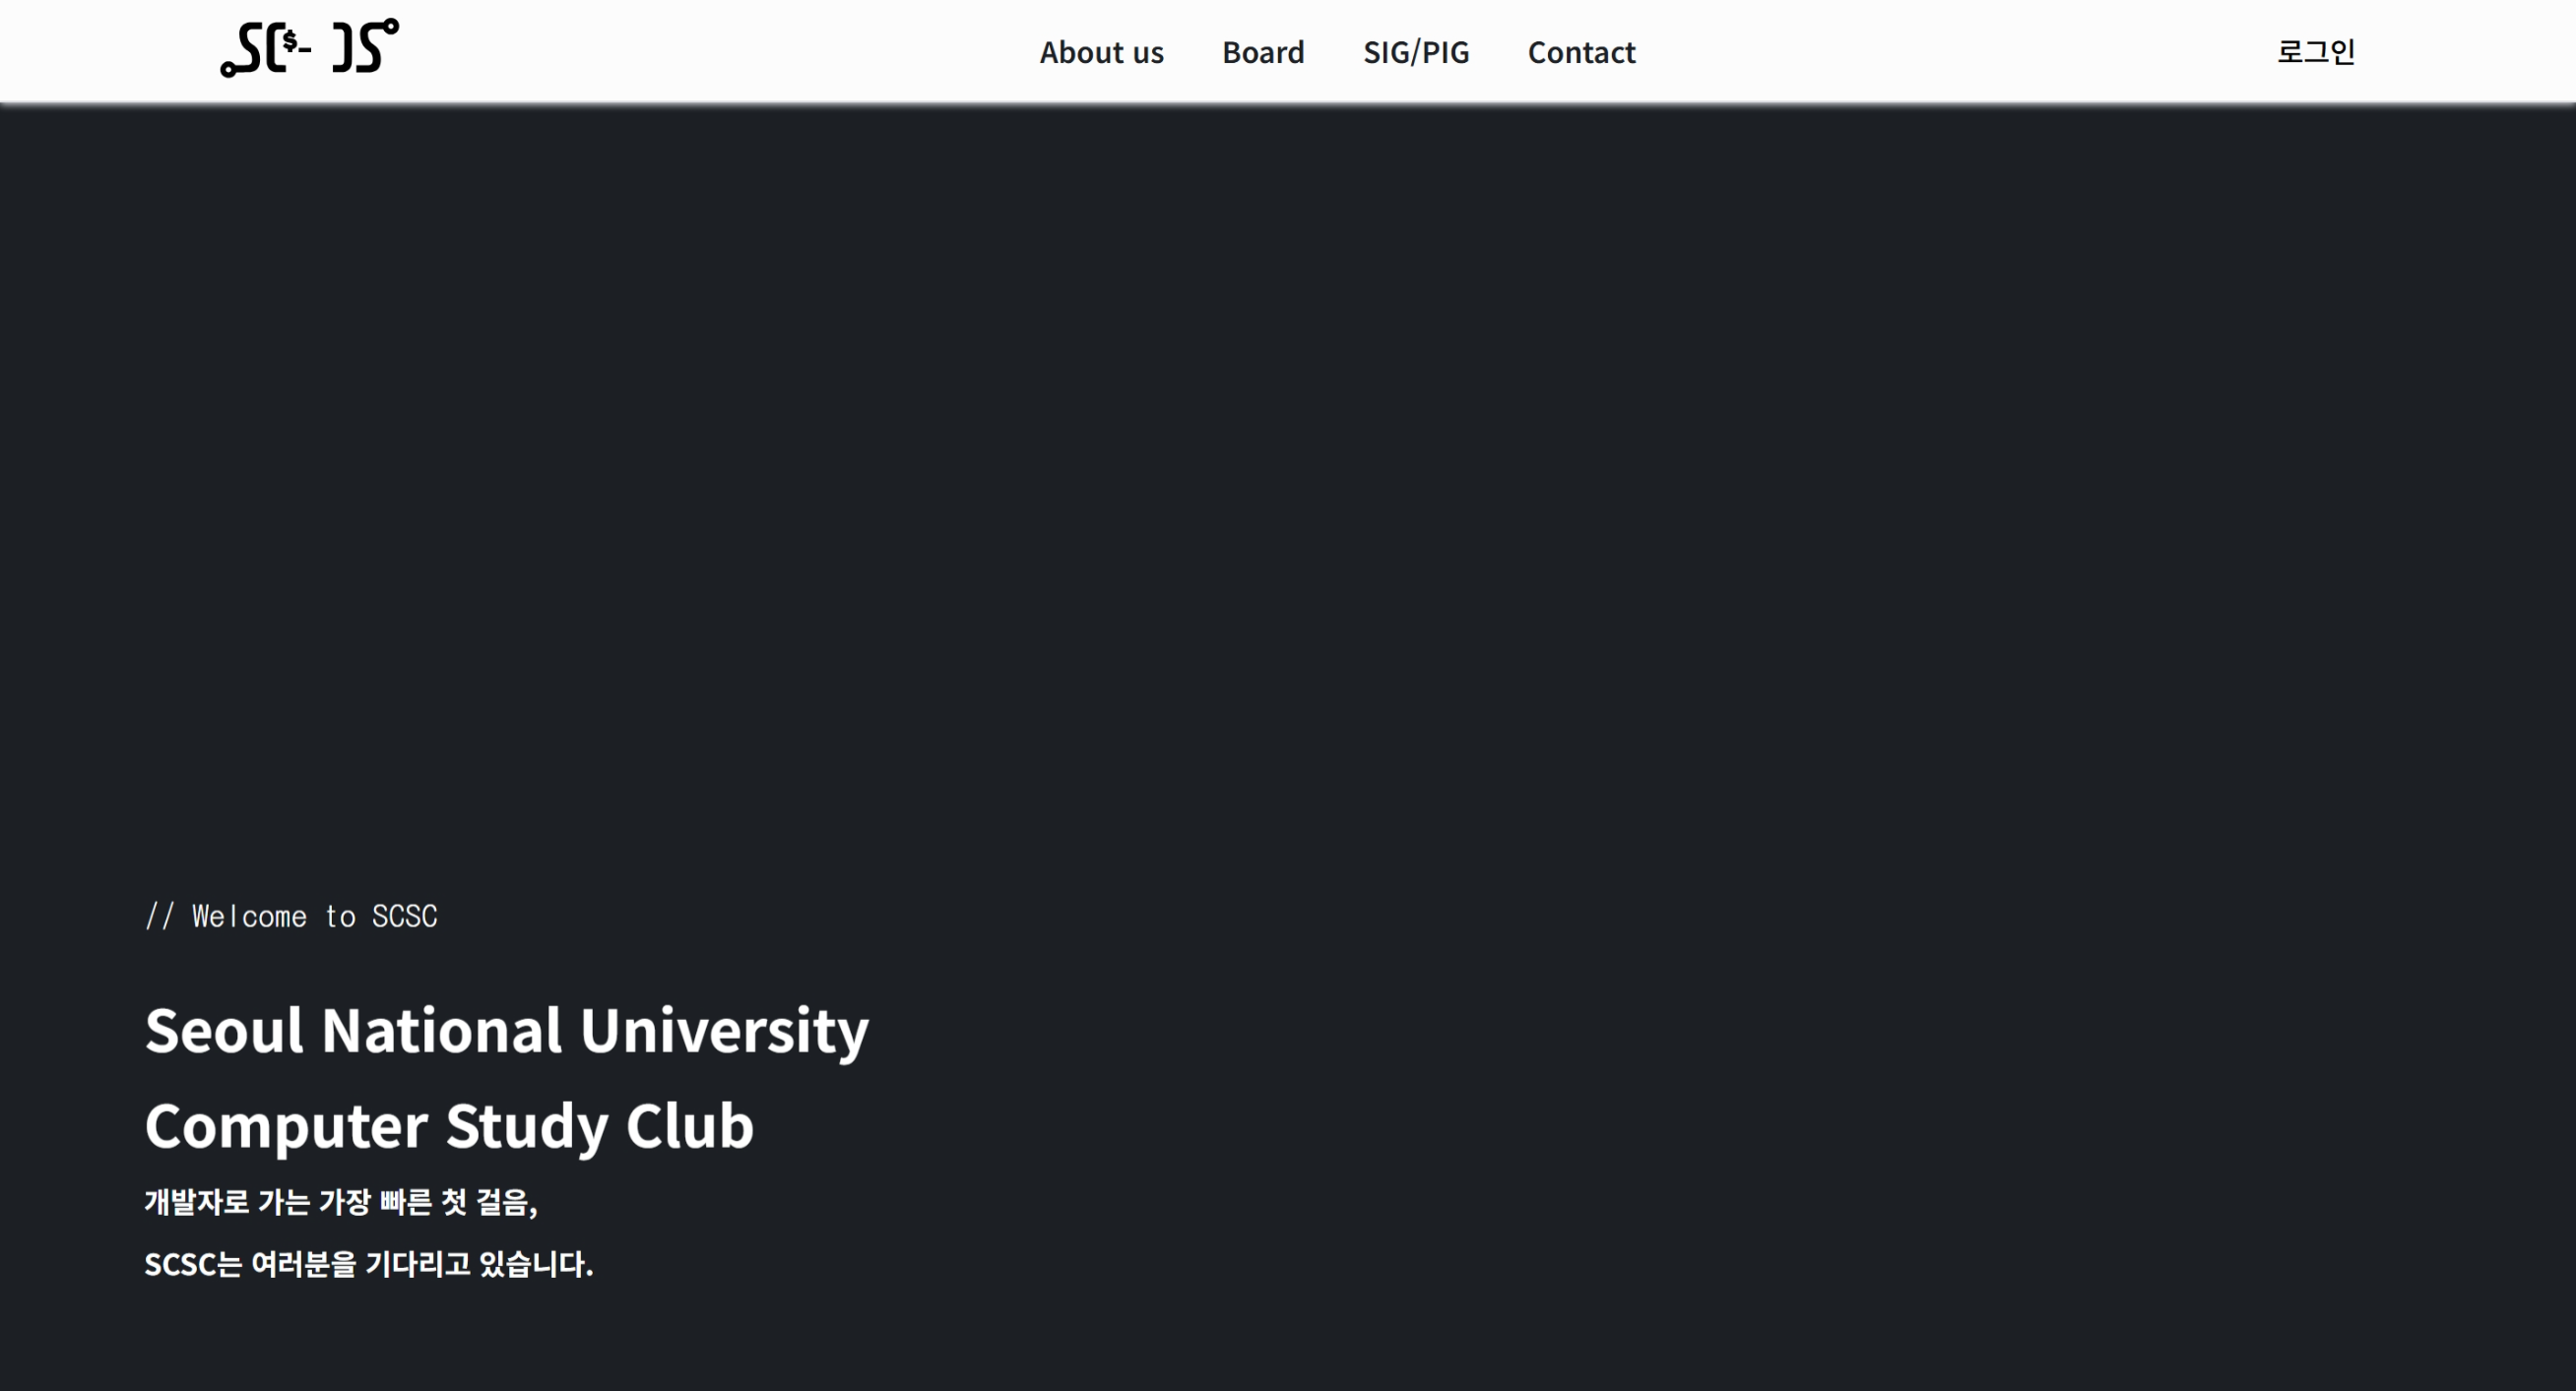 SC$- JS
About us
Board
SIG/PIG
Contact
로그인
// Welcome to SCSC
Seoul National University
Computer Study Club
개발자로 가는 가장 빠른 첫 걸음,
SCSC는 여러분을 기다리고 있습니다.